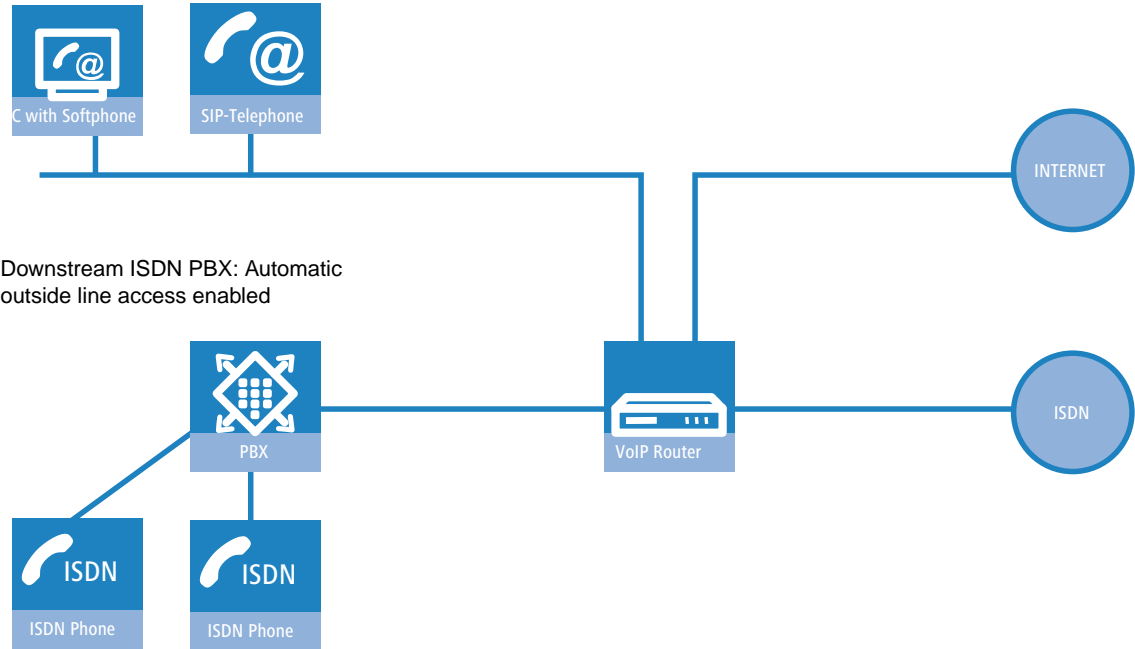 @
@
C with Softphone
SIP-Telephone
INTERNET
Downstream ISDN PBX: Automatic
outside line access enabled
PBX
VoIP Router
ISDN
ISDN
ISDN
ISDN Phone
ISDN Phone